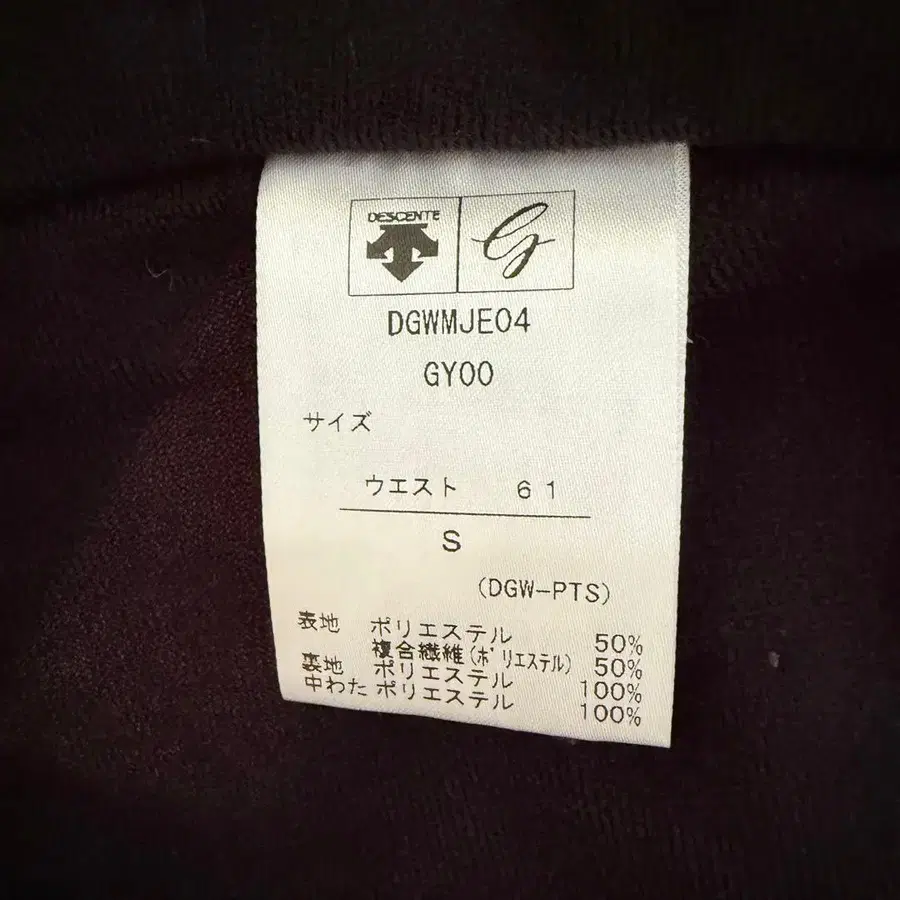 DESCENTE G
DGWMJE04
GY00
サイズ
ウエスト 61
S
(DGW-PTS)
表地 ポリエステル 50%
複合繊維(ポリエステル) 50%
裏地 ポリエステル 100%
中わた ポリエステル 100%